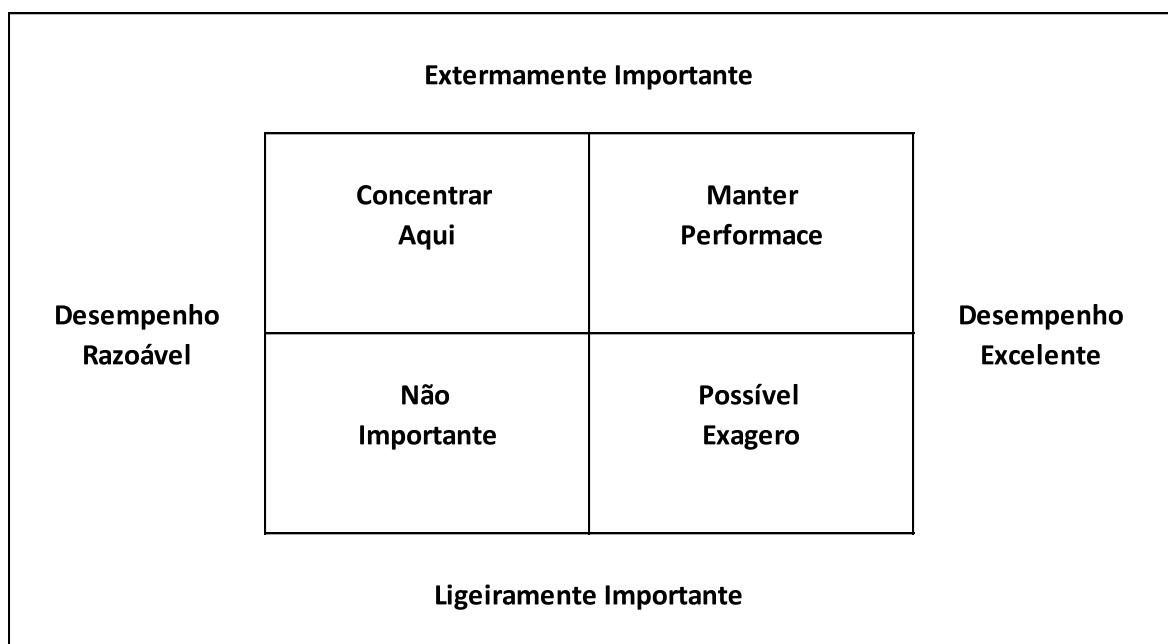 Extermamente Importante
Concentrar
Aqui
Manter
Performace
Desempenho
Razoável
Desempenho
Excelente
Não
Importante
Possível
Exagero
Ligeiramente Importante